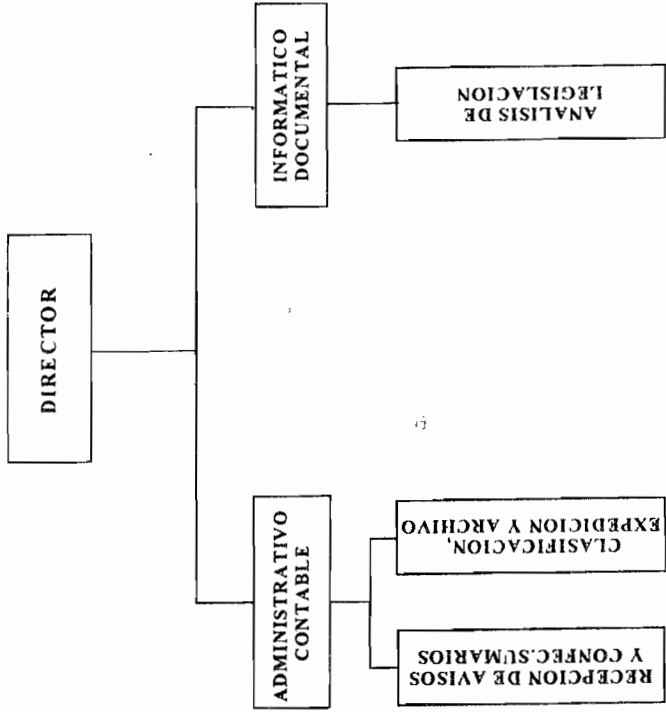 DIRECTOR
ADMINISTRATIVO
CONTABLE
INFORMATICO
DOCUMENTAL
RECEPCION DE AVISOS
Y CONFEC.SUMARIOS
CLASIFICACION,
EXPEDICION Y ARCHIVO
ANALISIS DE
LEGISLACION